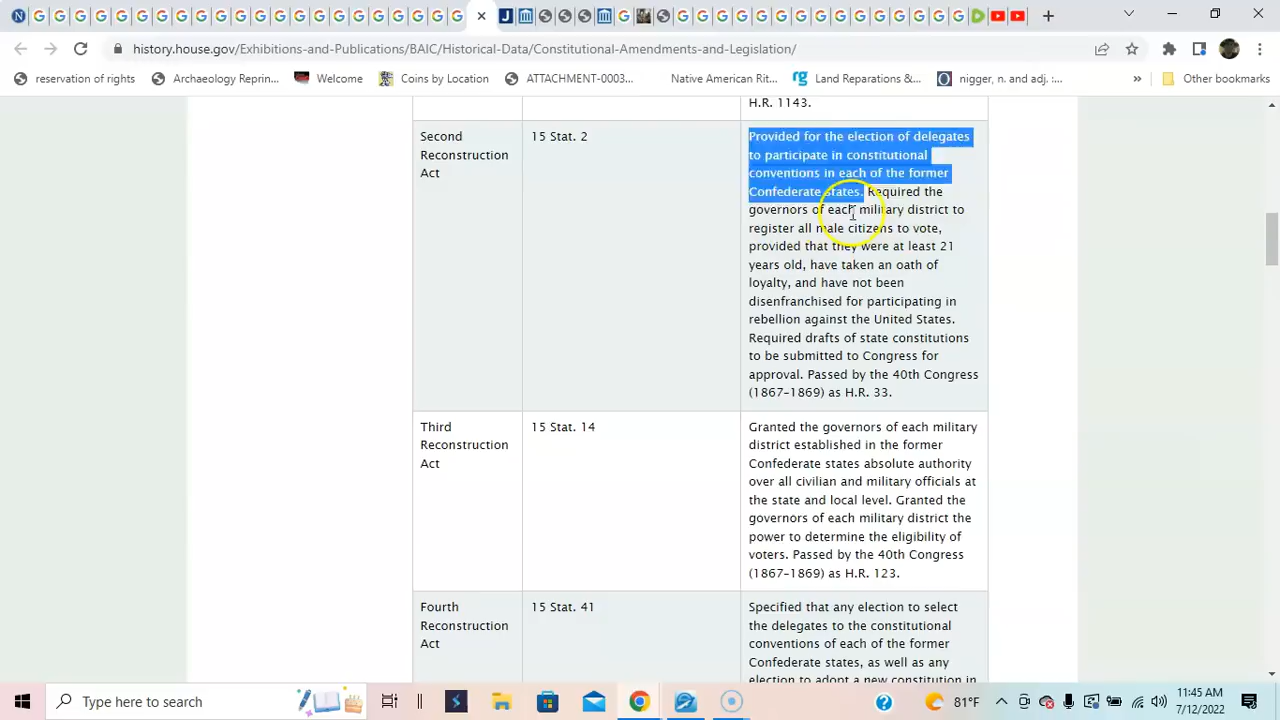 history.house.gov/Exhibitions-and-Publications/BAIC/Historical-Data/Constitutional-Amendments-and-Legislation/
reservation of rights
Archaeology Reprin...
Welcome
Coins by Location
ATTACHMENT-0003...
Native American Rit...
Land Reparations &...
nigger, n. and adj. :...
»
Other bookmarks
H.R. 1143.
Second
Reconstruction
Act
15 Stat. 2
Provided for the election of delegates
to participate in constitutional
conventions in each of the former
Confederate states. Required the
governors of each military district to
register all male citizens to vote,
provided that they were at least 21
years old, have taken an oath of
loyalty, and have not been
disenfranchised for participating in
rebellion against the United States.
Required drafts of state constitutions
to be submitted to Congress for
approval. Passed by the 40th Congress
(1867–1869) as H.R. 33.
Third
Reconstruction
Act
15 Stat. 14
Granted the governors of each military
district established in the former
Confederate states absolute authority
over all civilian and military officials at
the state and local level. Granted the
governors of each military district the
power to determine the eligibility of
voters. Passed by the 40th Congress
(1867–1869) as H.R. 123.
Fourth
Reconstruction
Act
15 Stat. 41
Specified that any election to select
the delegates to the constitutional
conventions of each of the former
Confederate states, as well as any
election to adopt a new constitution in
Type here to search
81°F
11:45 AM
7/12/2022